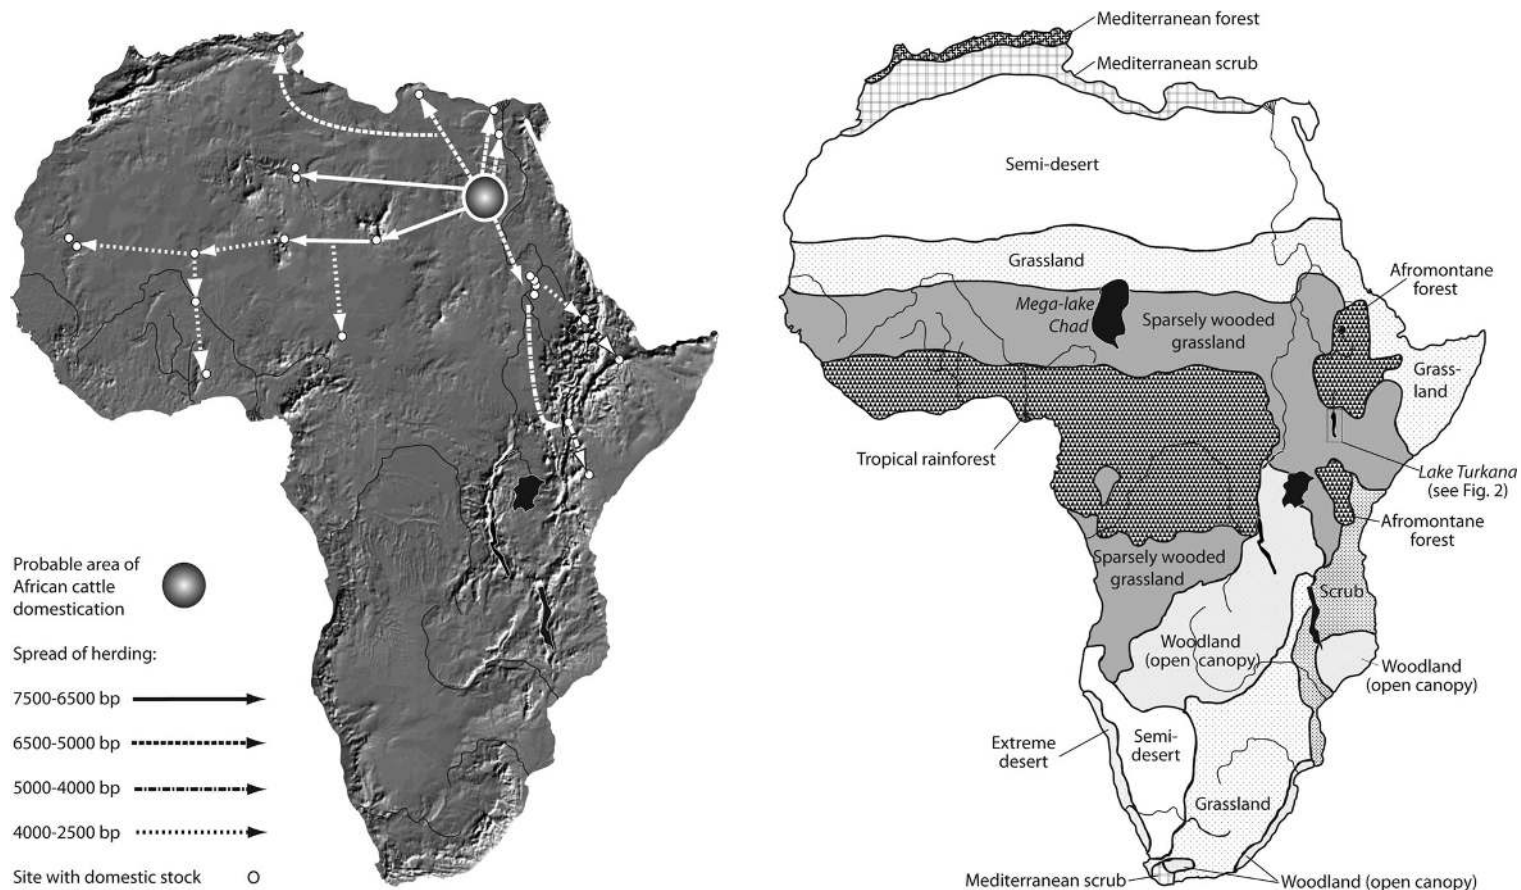 Probable area of
African cattle
domestication
Spread of herding:
7500-6500 bp
6500-5000 bp
5000-4000 bp
4000-2500 bp
Site with domestic stock
Mediterranean forest
Mediterranean scrub
Semi-desert
Grassland
Afromontane
forest
Mega-lake
Chad
Sparsely wooded
grassland
Grass-
land
Tropical rainforest
Lake Turkana
(see Fig. 2)
Afromontane
forest
Sparsely wooded
grassland
Scrub
Woodland
(open canopy)
Woodland
(open canopy)
Extreme
desert
Semi-
desert
Grassland
Mediterranean scrub
Woodland (open canopy)